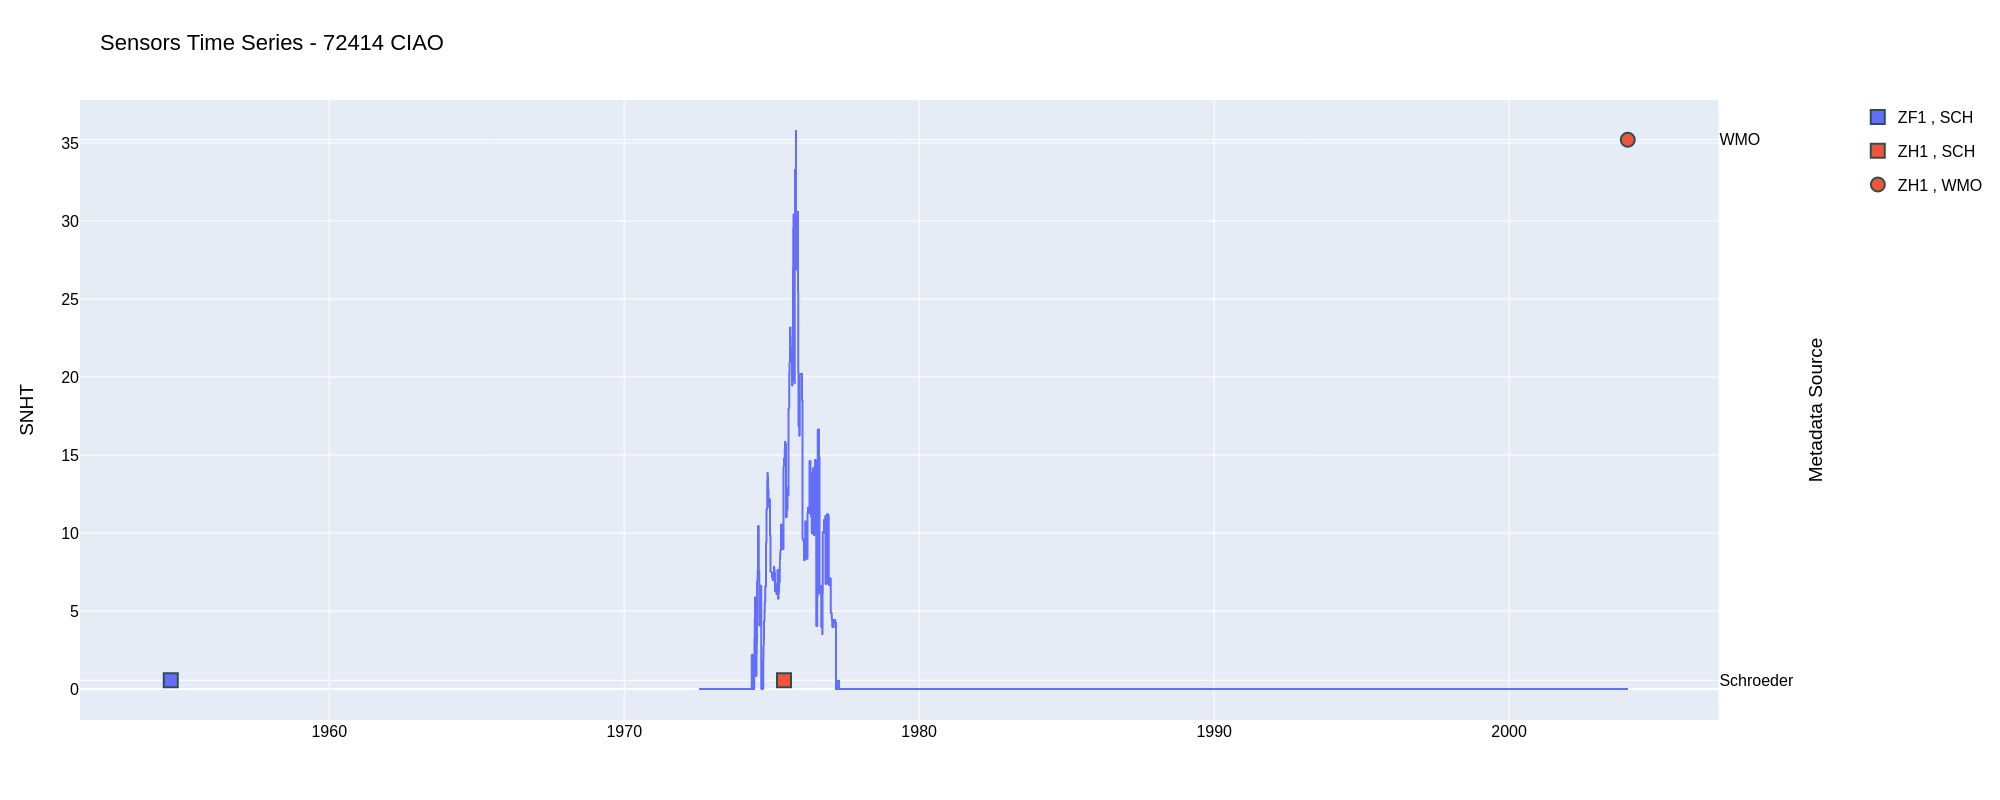 Sensors Time Series - 72414 CIAO
ZF1 , SCH
ZH1 , SCH
ZH1 , WMO
35
30
25
20
15
10
5
0
SNHT
WMO
Schroeder
Metadata Source
1960
1970
1980
1990
2000